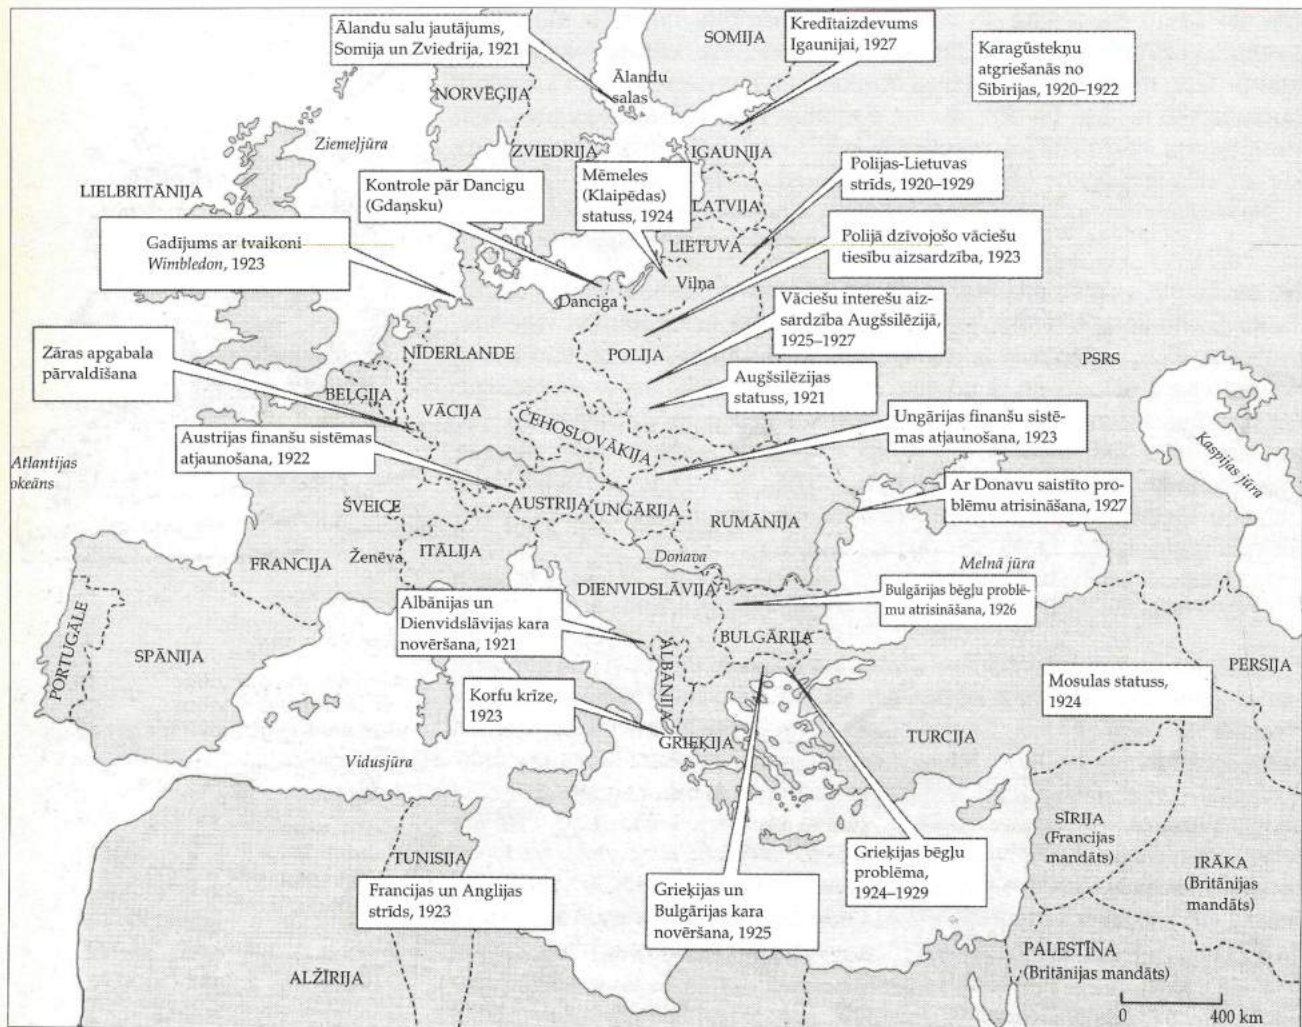 Ālandu salu jautājums,
Somija un Zviedrija, 1921
SOMIJA
Kredītaizdevums
Igaunijai, 1927
Karagūstekņu
atgriešanās no
Sibīrijas, 1920–1922
Ālandu
salas
NORVĒĢIJA
Ziemeļjūra
ZVIEDRIJA
IGAUNIJA
LIELBRITĀNIJA
Kontrole pār Dancigu
(Gdaņsku)
Mēmeles
(Klaipēdas)
statuss, 1924
Polijas-Lietuvas
strīds, 1920–1929
LATVIJA
Gadījums ar tvaikoni
Wimbledon, 1923
LIETUVA
Polijā dzīvojošo vāciešu
tiesību aizsardzība, 1923
Danciga
Viļņa
Vāciešu interešu aiz-
sardzība Augšsilēzijā,
1925–1927
Zāras apgabala
pārvaldīšana
NĪDERLANDE
POLIJA
PSRS
BEĻĢIJA
VĀCIJA
Augšsilēzijas
statuss, 1921
ČEHOSLOVĀKIJA
Ungārijas finanšu sistē-
mas atjaunošana, 1923
Austrijas finanšu sistēmas
atjaunošana, 1922
Atlantijas
okeāns
Kaspijas jūra
Ar Donavu saistīto pro-
blēmu atrisināšana, 1927
ŠVEICE
AUSTRIJA
UNGĀRIJA
RUMĀNIJA
FRANCIJA
Ženēva
ITĀLIJA
Donava
Melnā jūra
DIENVIDSLĀVIJA
Bulgārijas bēgļu problē-
mu atrisināšana, 1926
Albānijas un
Dienvidslāvijas kara
novēršana, 1921
BULGĀRIJA
PORTUGĀLE
SPĀNIJA
ALBĀNIJA
PERSIJA
Mosulas statuss,
1924
Korfu krīze,
1923
GRIEĶIJA
TURCIJA
Vidusjūra
SĪRIJA
(Francijas
mandāts)
TUNISIJA
Francijas un Anglijas
strīds, 1923
Grieķijas bēgļu
problēma,
1924–1929
IRĀKA
(Britānijas
mandāts)
Grieķijas un
Bulgārijas kara
novēršana, 1925
ALŽĪRIJA
PALESTĪNA
(Britānijas mandāts)
0 400 km